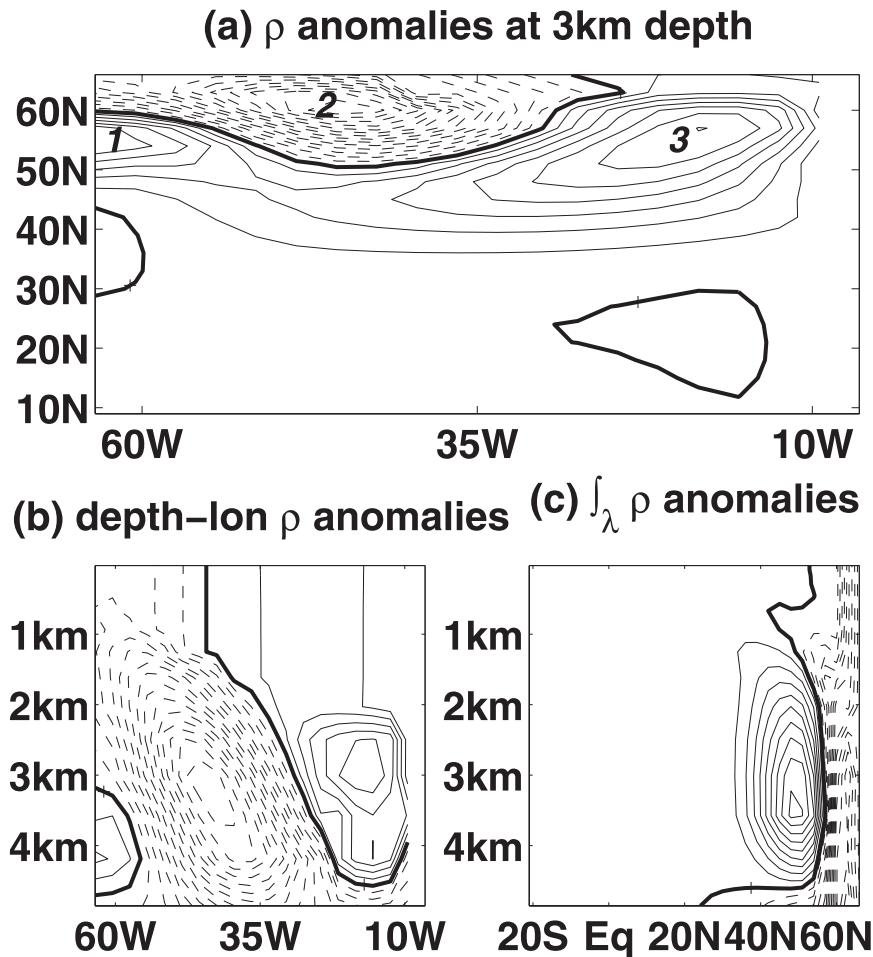 (a) ρ anomalies at 3km depth
60N
50N
40N
30N
20N
10N
1
2
3
60W 35W 10W
(b) depth–lon ρ anomalies
1km
2km
3km
4km
60W 35W 10W
(c) ∫λ ρ anomalies
1km
2km
3km
4km
20S Eq 20N 40N 60N